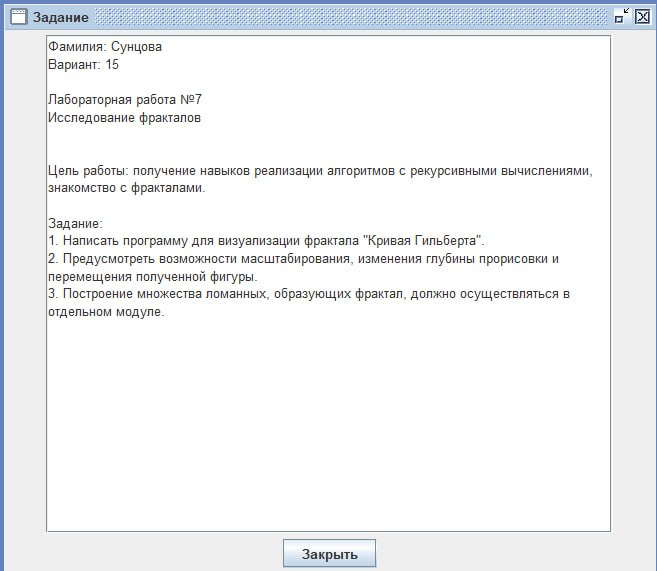 Задание
Фамилия: Сунцова
Вариант: 15
Лабораторная работа №7
Исследование фракталов
Цель работы: получение навыков реализации алгоритмов с рекурсивными вычислениями,
знакомство с фракталами.
Задание:
1. Написать программу для визуализации фрактала "Кривая Гильберта".
2. Предусмотреть возможности масштабирования, изменения глубины прорисовки и
перемещения полученной фигуры.
3. Построение множества ломанных, образующих фрактал, должно осуществляться в
отдельном модуле.
Закрыть